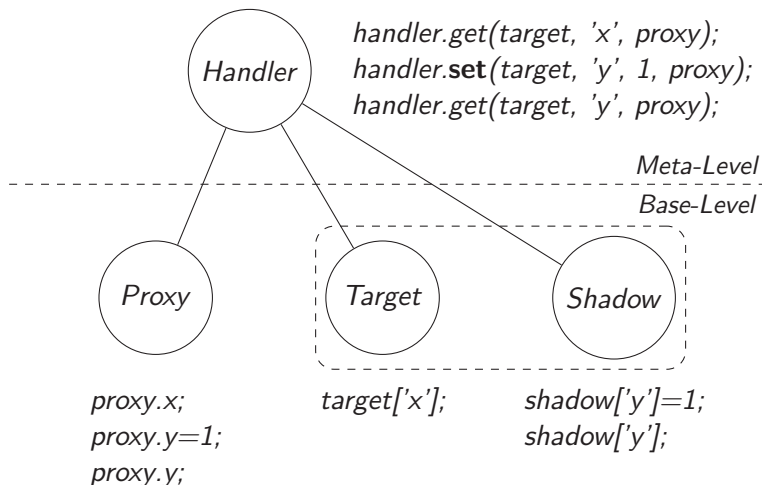 Handler
handler.get(target, 'x', proxy);
handler.set(target, 'y', 1, proxy);
handler.get(target, 'y', proxy);
Meta-Level
Base-Level
Proxy
Target
Shadow
proxy.x;
proxy.y=1;
proxy.y;
target['x'];
shadow['y']=1;
shadow['y'];